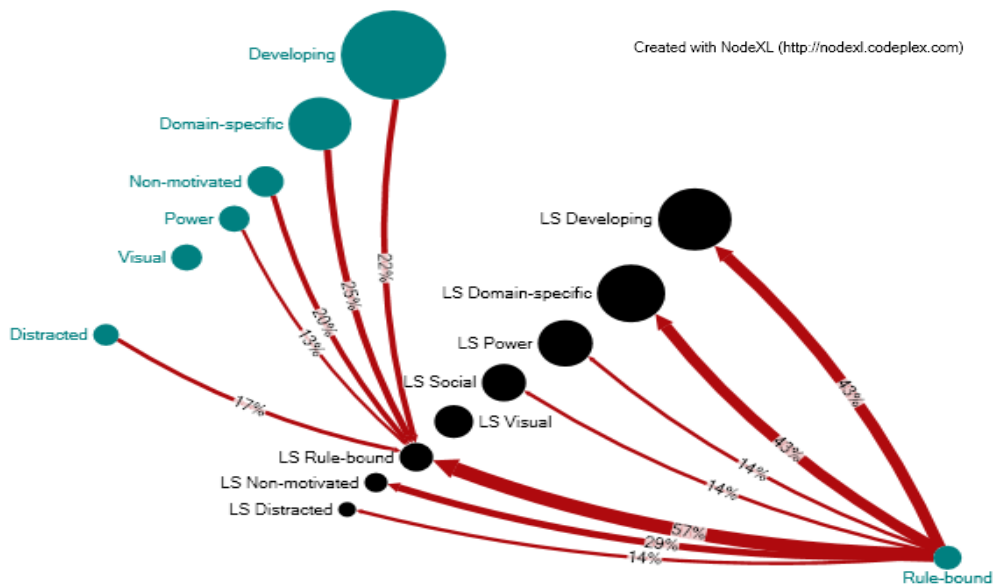 Developing
Created with NodeXL (http://nodexl.codeplex.com)
Domain-specific
Non-motivated
Power
Visual
Distracted
LS Developing
LS Domain-specific
LS Power
LS Social
LS Visual
LS Rule-bound
LS Non-motivated
LS Distracted
Rule-bound
22%
25%
20%
13%
17%
43%
43%
14%
14%
57%
29%
14%